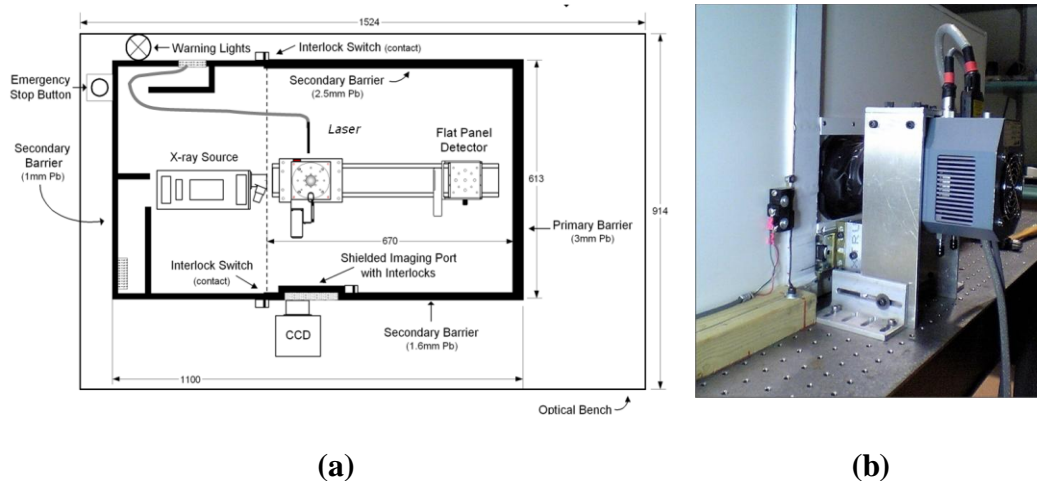 1524
Warning Lights
Interlock Switch (contact)
Emergency
Stop Button
Secondary Barrier
(2.5mm Pb)
Laser
Flat Panel
Detector
X-ray Source
Secondary
Barrier
(1mm Pb)
613
914
670
Primary Barrier
(3mm Pb)
Interlock Switch
(contact)
Shielded Imaging Port
with Interlocks
CCD
Secondary Barrier
(1.6mm Pb)
1100
Optical Bench
(a)
(b)